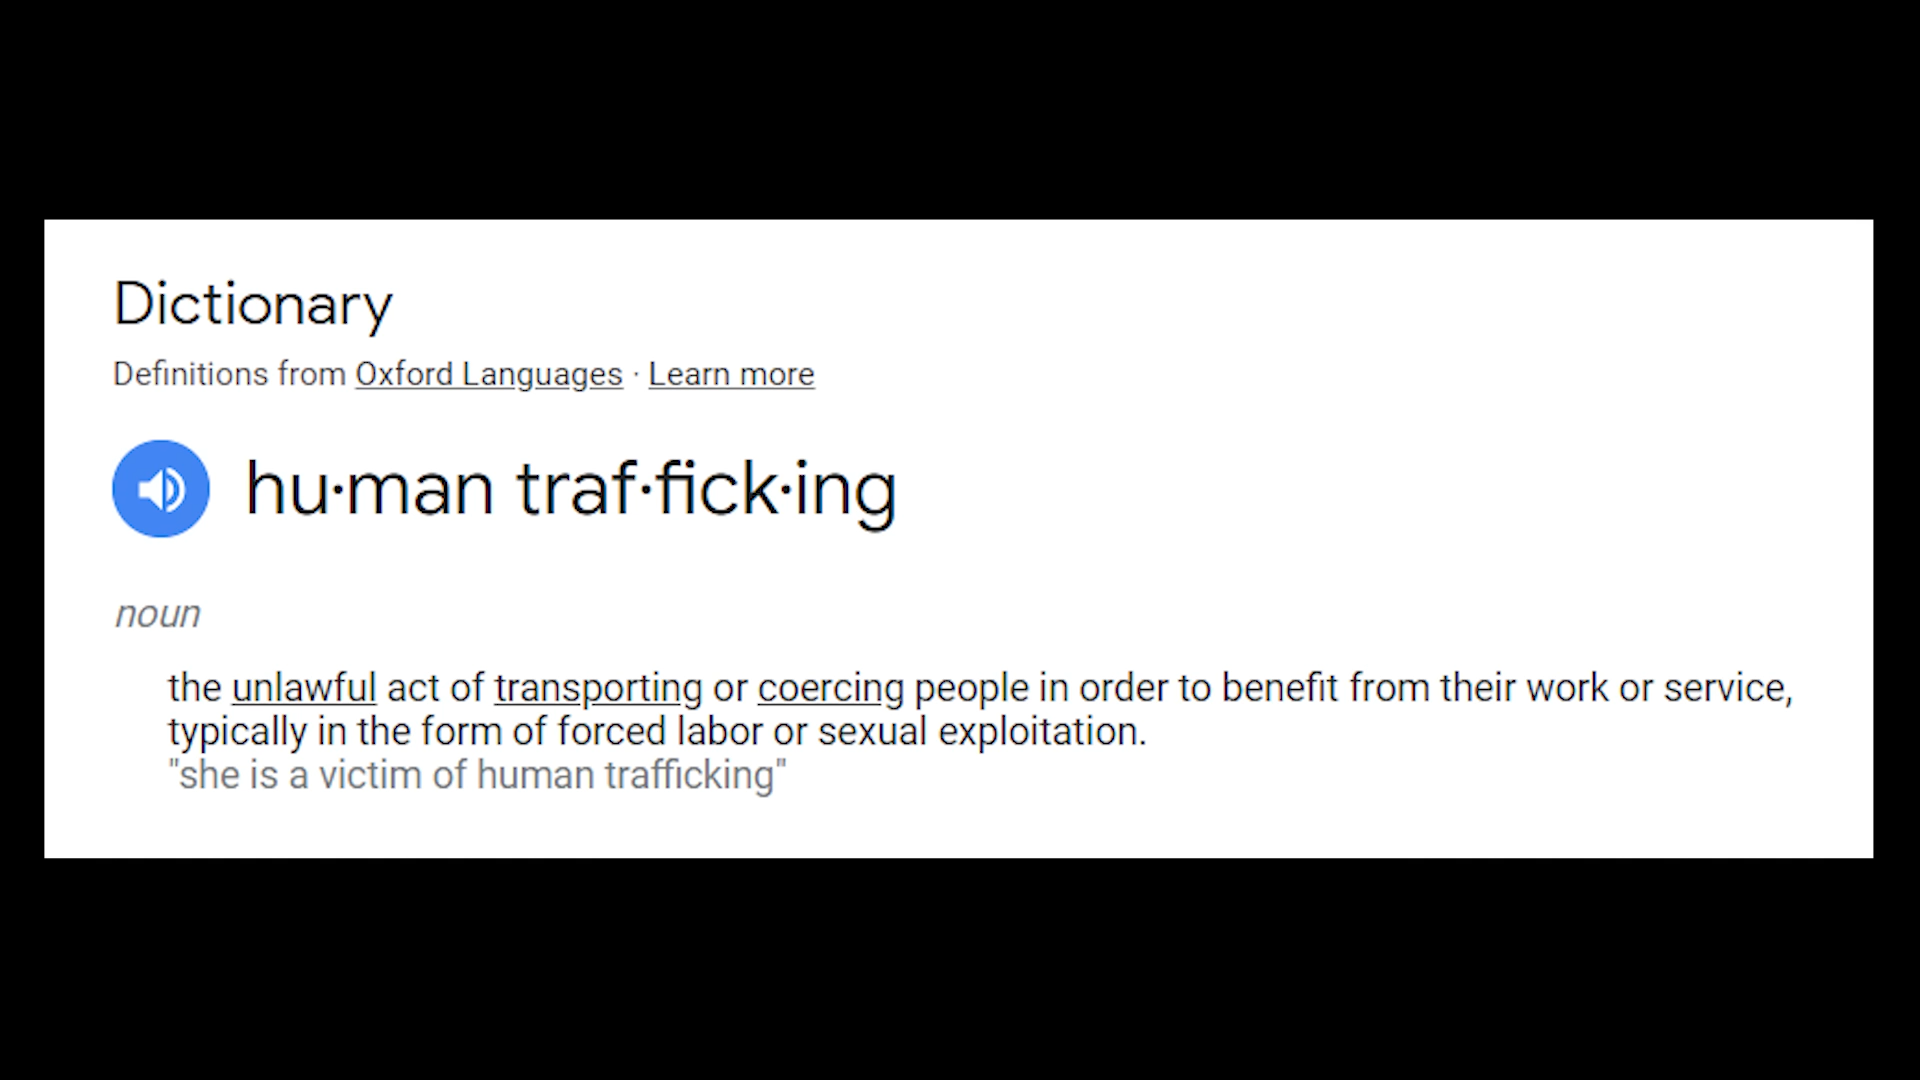 Dictionary
Definitions from Oxford Languages · Learn more
hu·man traf·fick·ing
noun
the unlawful act of transporting or coercing people in order to benefit from their work or service,
typically in the form of forced labor or sexual exploitation.
"she is a victim of human trafficking"